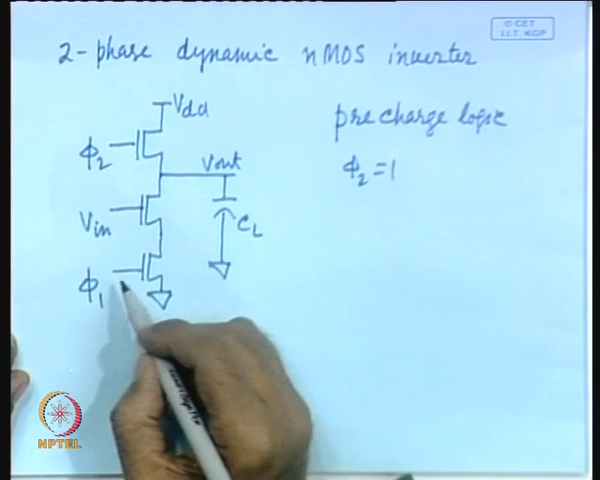 © CET
I.I.T. KGP
2-phase dynamic nMOS inverter
Vdd
precharge logic
ϕ2
Vout
ϕ2 = 1
Vin
CL
ϕ1
NPTEL